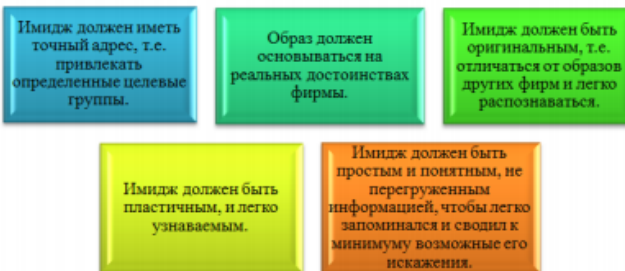 Имидж должен иметь
точный адрес, т.е.
привлекать
определенные целевые
группы.
Образ должен
основываться на
реальных достоинствах
фирмы.
Имидж должен быть
оригинальным, т.е.
отличаться от образов
других фирм и легко
распознаваться.
Имидж должен быть
пластичным, и легко
узнаваемым.
Имидж должен быть
простым и понятным, не
перегруженным
информацией, чтобы легко
запоминался и сводил к
минимуму возможные его
искажения.